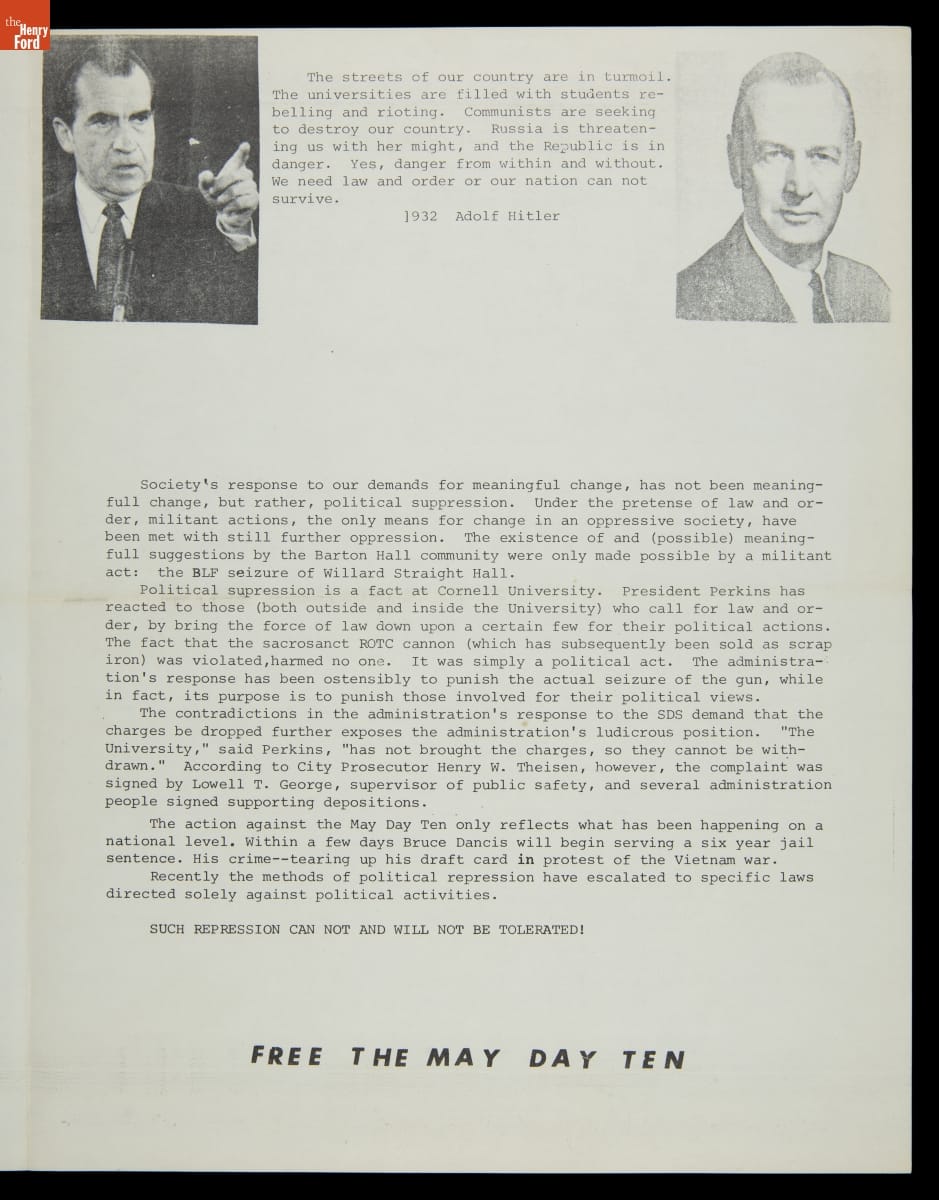 the
Henry
Ford
The streets of our country are in turmoil.
The universities are filled with students re-
belling and rioting. Communists are seeking
to destroy our country. Russia is threaten-
ing us with her might, and the Republic is in
danger. Yes, danger from within and without.
We need law and order or our nation can not
survive.
1932 Adolf Hitler
Society's response to our demands for meaningful change, has not been meaning-
full change, but rather, political suppression. Under the pretense of law and or-
der, militant actions, the only means for change in an oppressive society, have
been met with still further oppression. The existence of and (possible) meaning-
full suggestions by the Barton Hall community were only made possible by a militant
act: the BLF seizure of Willard Straight Hall.
Political supression is a fact at Cornell University. President Perkins has
reacted to those (both outside and inside the University) who call for law and or-
der, by bring the force of law down upon a certain few for their political actions.
The fact that the sacrosanct ROTC cannon (which has subsequently been sold as scrap
iron) was violated,harmed no one. It was simply a political act. The administra-
tion's response has been ostensibly to punish the actual seizure of the gun, while
in fact, its purpose is to punish those involved for their political views.
The contradictions in the administration's response to the SDS demand that the
charges be dropped further exposes the administration's ludicrous position. "The
University," said Perkins, "has not brought the charges, so they cannot be with-
drawn." According to City Prosecutor Henry W. Theisen, however, the complaint was
signed by Lowell T. George, supervisor of public safety, and several administration
people signed supporting depositions.
The action against the May Day Ten only reflects what has been happening on a
national level. Within a few days Bruce Dancis will begin serving a six year jail
sentence. His crime--tearing up his draft card in protest of the Vietnam war.
Recently the methods of political repression have escalated to specific laws
directed solely against political activities.
SUCH REPRESSION CAN NOT AND WILL NOT BE TOLERATED!
FREE THE MAY DAY TEN